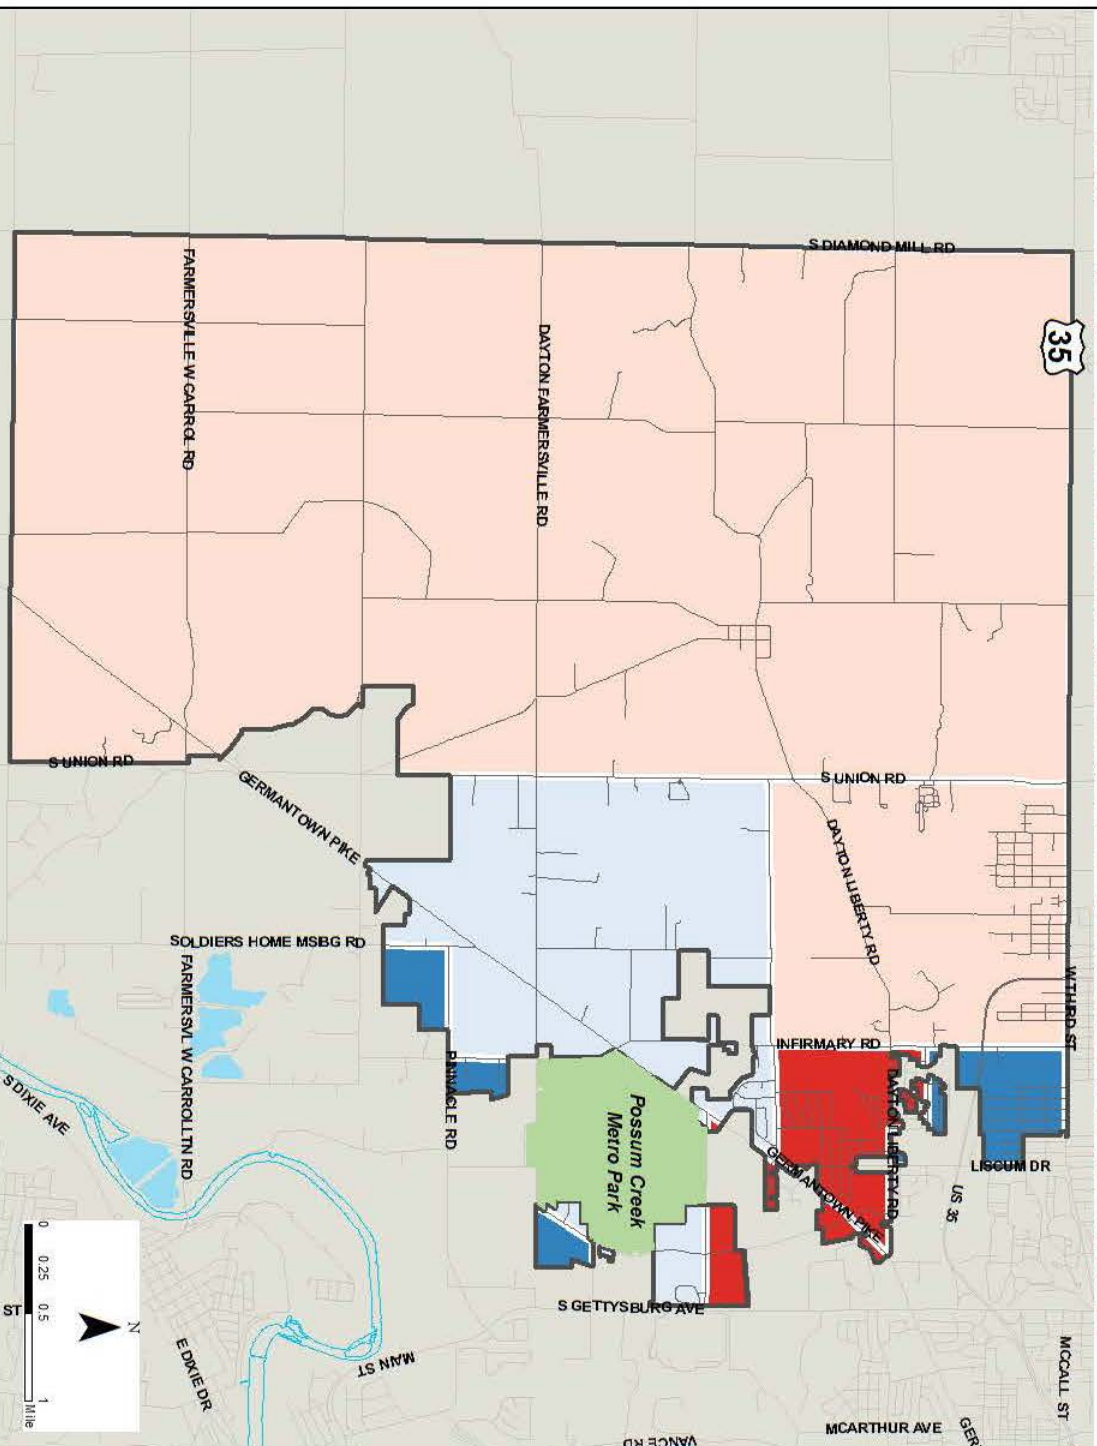 S DIAMOND MILL RD
35
FARMERSVILLE W CARROL RD
DAYTON FARMERSVILLE RD
S UNION RD
S UNION RD
GERMANTOWN PIKE
DAYTON LIBERTY RD
SOLDIERS HOME MSBG RD
FARMERSVL W CARROLLTN RD
W THIRD ST
INFIRMARY RD
DAYTON LIBERTY RD
PINNACLE RD
S DIXIE AVE
Possum Creek
Metro Park
GERMANTOWN PIKE
LISCUM DR
US 35
S GETTYSBURG AVE
MAIN ST
E DIXIE DR
ST
MCCALL ST
MCARTHUR AVE
VANCE RD
GER
N
0 0.25 0.5 1
Mile